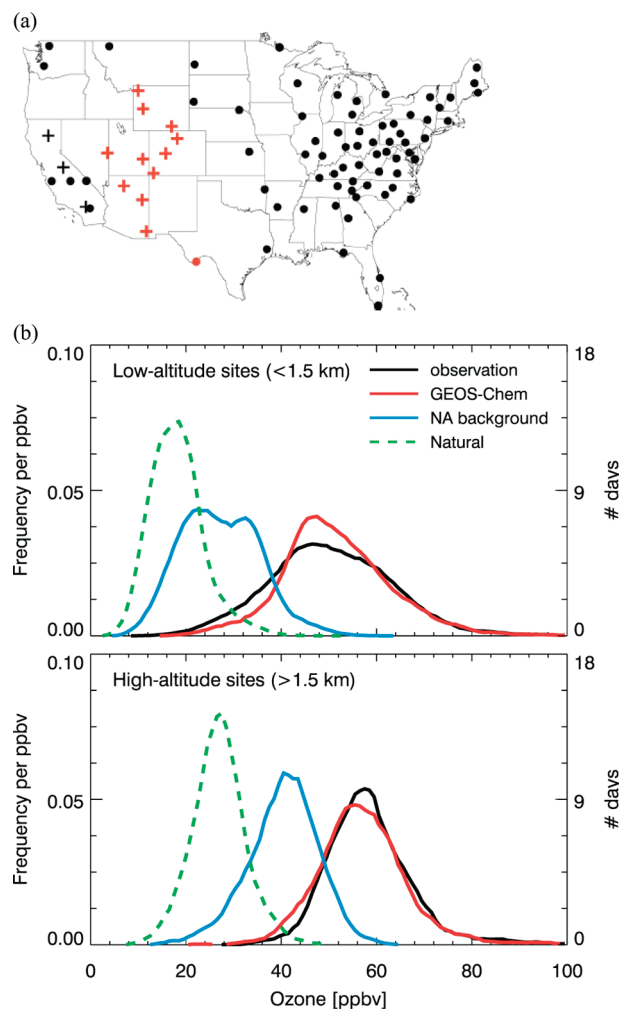 (a)
(b)
0.10
18
Low-altitude sites (<1.5 km)
observation
GEOS-Chem
NA background
Natural
Frequency per ppbv
0.05
9
# days
0.00
0
0.10
18
High-altitude sites (>1.5 km)
Frequency per ppbv
0.05
9
# days
0.00
0
0 20 40 60 80 100
Ozone [ppbv]